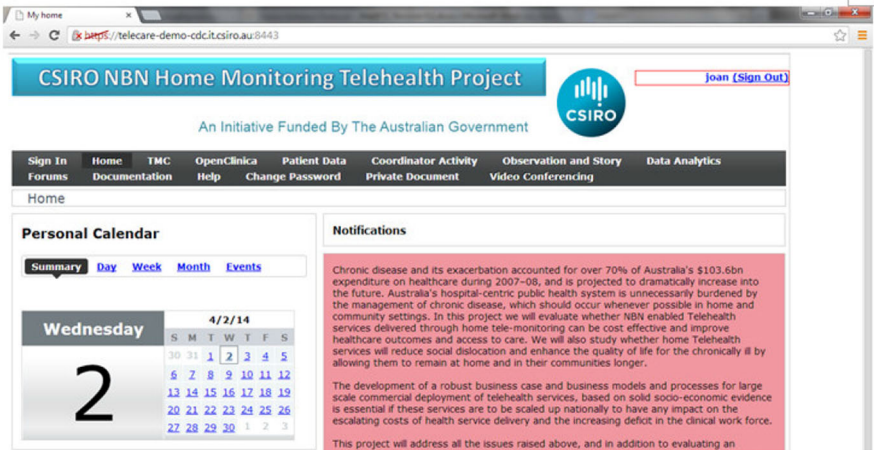 My home
https://telecare-demo-cdc.it.csiro.au:8443
CSIRO NBN Home Monitoring Telehealth Project
An Initiative Funded By The Australian Government
CSIRO
joan (Sign Out)
Sign In Home TMC OpenClinica Patient Data Coordinator Activity Observation and Story Data Analytics
Forums Documentation Help Change Password Private Document Video Conferencing
Home
Personal Calendar
Summary Day Week Month Events
Wednesday
2
4/2/14
S M T W T F S
30 31 1 2 3 4 5
6 7 8 9 10 11 12
13 14 15 16 17 18 19
20 21 22 23 24 25 26
27 28 29 30 1 2 3
Notifications
Chronic disease and its exacerbation accounted for over 70% of Australia's $103.6bn
expenditure on healthcare during 2007–08, and is projected to dramatically increase into
the future. Australia's hospital-centric public health system is unnecessarily burdened by
the management of chronic disease, which should occur whenever possible in home and
community settings. In this project we will evaluate whether NBN enabled Telehealth
services delivered through home tele-monitoring can be cost effective and improve
healthcare outcomes and access to care. We will also study whether home Telehealth
services will reduce social dislocation and enhance the quality of life for the chronically ill by
allowing them to remain at home and in their communities longer.
The development of a robust business case and business models and processes for large
scale commercial deployment of telehealth services, based on solid socio-economic evidence
is essential if these services are to be scaled up nationally to have any impact on the
escalating costs of health service delivery and the increasing deficit in the clinical work force.
This project will address all the issues raised above, and in addition to evaluating an